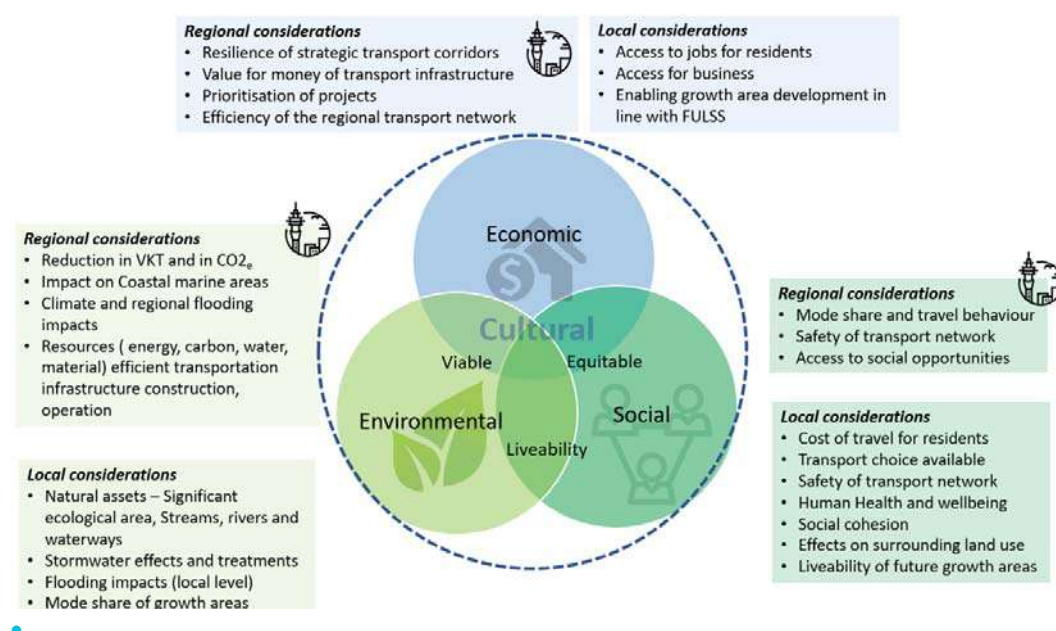 Regional considerations
• Resilience of strategic transport corridors
• Value for money of transport infrastructure
• Prioritisation of projects
• Efficiency of the regional transport network
Local considerations
• Access to jobs for residents
• Access for business
• Enabling growth area development in
line with FULSS
Regional considerations
• Reduction in VKT and in CO2e
• Impact on Coastal marine areas
• Climate and regional flooding
impacts
• Resources ( energy, carbon, water,
material) efficient transportation
infrastructure construction,
operation
Local considerations
• Natural assets – Significant
ecological area, Streams, rivers and
waterways
• Stormwater effects and treatments
• Flooding impacts (local level)
• Mode share of growth areas
Economic
$
Cultural
Viable
Equitable
Environmental
Social
Liveability
Regional considerations
• Mode share and travel behaviour
• Safety of transport network
• Access to social opportunities
Local considerations
• Cost of travel for residents
• Transport choice available
• Safety of transport network
• Human Health and wellbeing
• Social cohesion
• Effects on surrounding land use
• Liveability of future growth areas